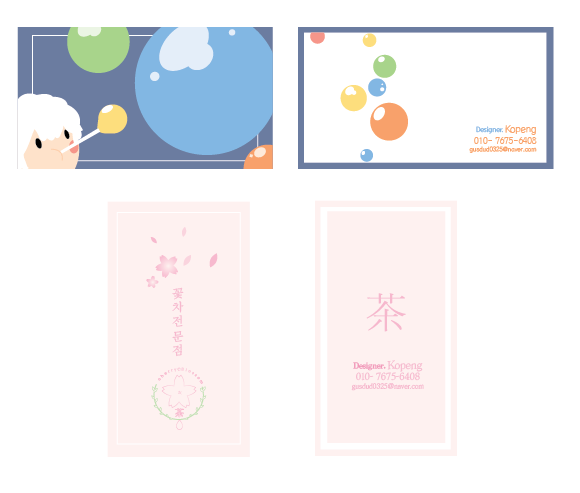 Designer. Kopeng
010- 7675-6408
guadud0325@naver.com
꽃차전문점
茶
茶
Designer. Kopeng
010- 7675-6408
guadud0325@naver.com